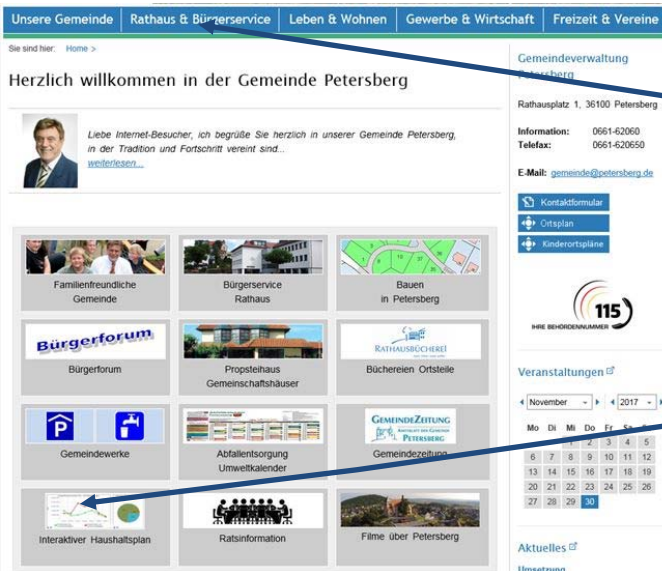 Unsere Gemeinde Rathaus & Bürgerservice Leben & Wohnen Gewerbe & Wirtschaft Freizeit & Vereine
Sie sind hier: Home >
Herzlich willkommen in der Gemeinde Petersberg
Liebe Internet-Besucher, ich begrüße Sie herzlich in unserer Gemeinde Petersberg,
in der Tradition und Fortschritt vereint sind...
weiterlesen...
Familienfreundliche
Gemeinde
Bürgerservice
Rathaus
Bauen
in Petersberg
Bürgerforum
Bürgerforum
Propsteihaus
Gemeinschaftshäuser
RATHAUSBÜCHEREI
Büchereien Ortsteile
P
Gemeindewerke
Abfallentsorgung
Umweltkalender
GEMEINDEZEITUNG
PETERSBERG
Gemeindezeitung
Interaktiver Haushaltsplan
Ratsinformation
Filme über Petersberg
Gemeindeverwaltung
Petersberg
Rathausplatz 1, 36100 Petersberg
Information: 0661-62060
Telefax: 0661-620650
E-Mail: gemeinde@petersberg.de
Kontaktformular
Ortsplan
Kinderortspläne
115
IHRE BEHÖRDENNUMMER
Veranstaltungen
November 2017
Mo Di Mi Do Fr Sa
1 2 3 4 5
6 7 8 9 10 11 12
13 14 15 16 17 18 19
20 21 22 23 24 25 26
27 28 29 30
Aktuelles
Umsetzung